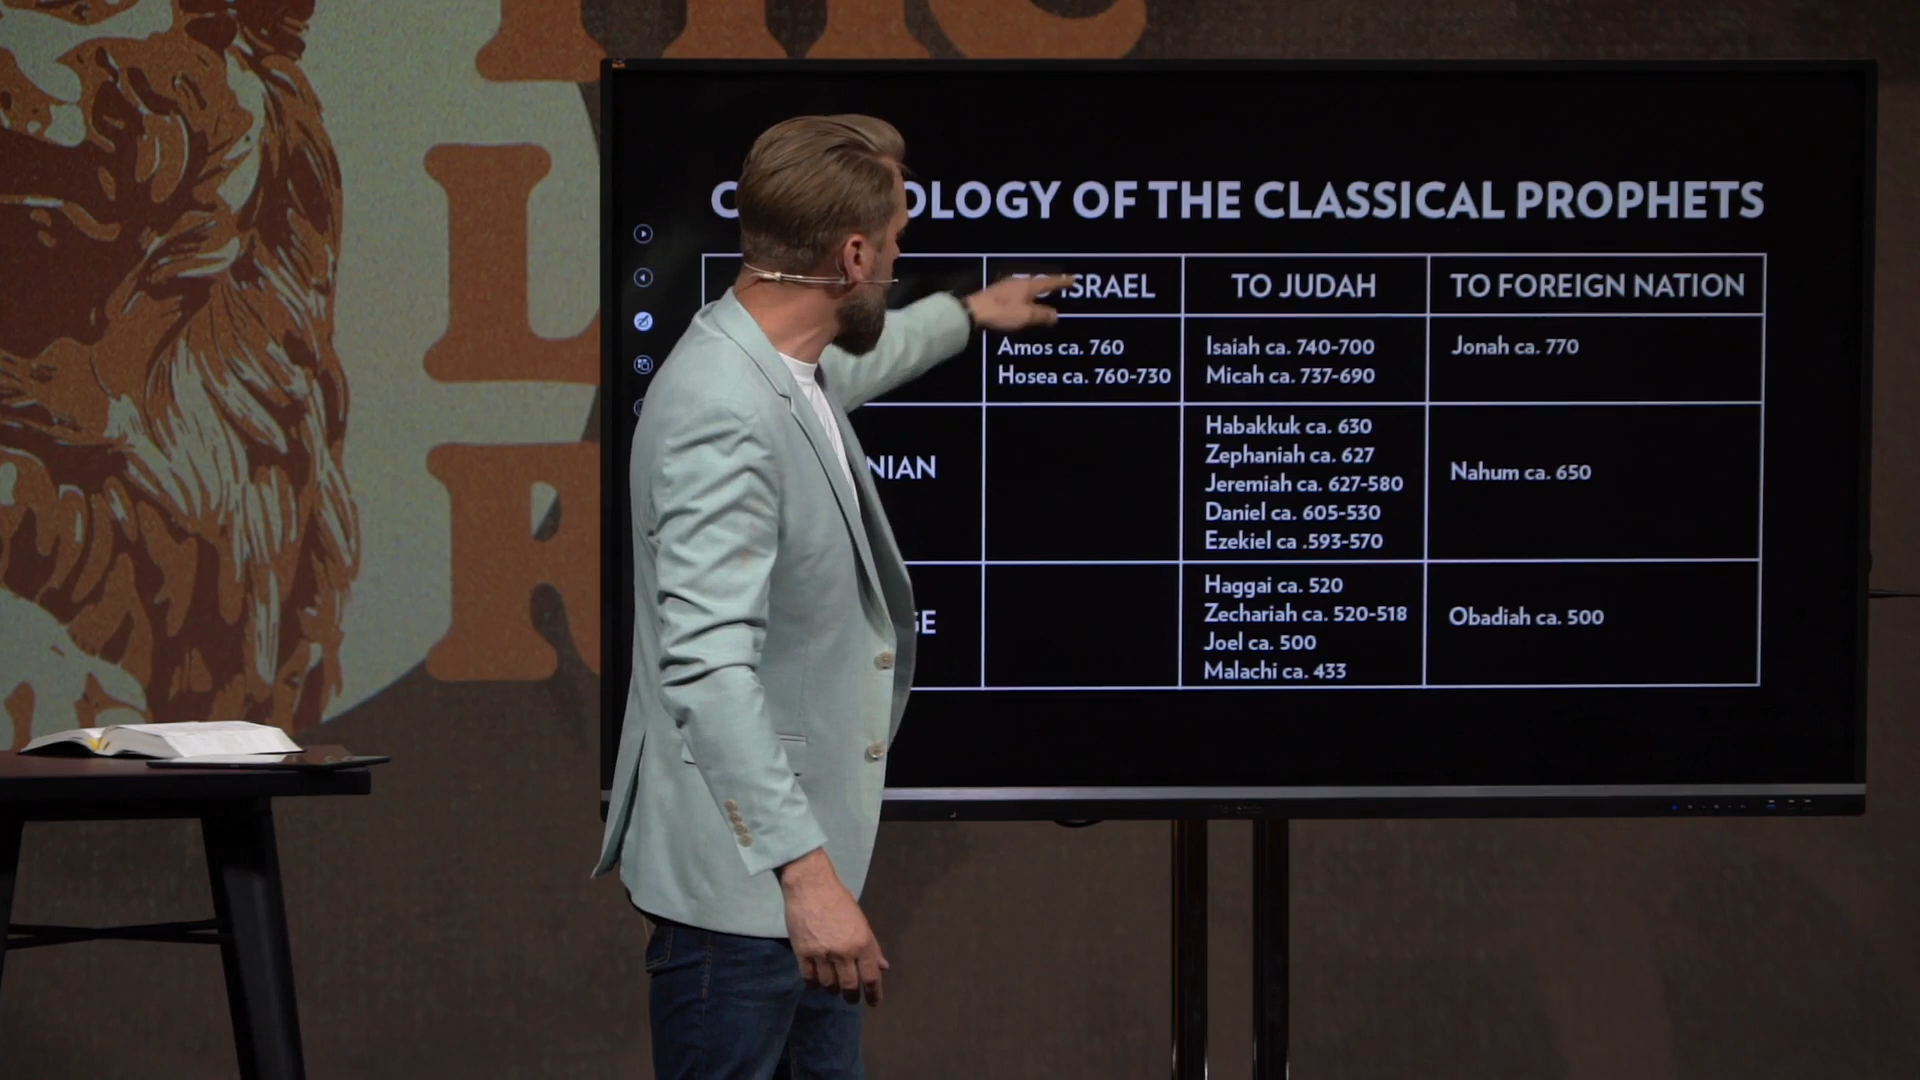 OLOGY OF THE CLASSICAL PROPHETS
ISRAEL
TO JUDAH
TO FOREIGN NATION
Amos ca. 760
Hosea ca. 760-730
Isaiah ca. 740-700
Micah ca. 737-690
Jonah ca. 770
NIAN
Habakkuk ca. 630
Zephaniah ca. 627
Jeremiah ca. 627-580
Daniel ca. 605-530
Ezekiel ca .593-570
Nahum ca. 650
Haggai ca. 520
Zechariah ca. 520-518
Joel ca. 500
Malachi ca. 433
Obadiah ca. 500